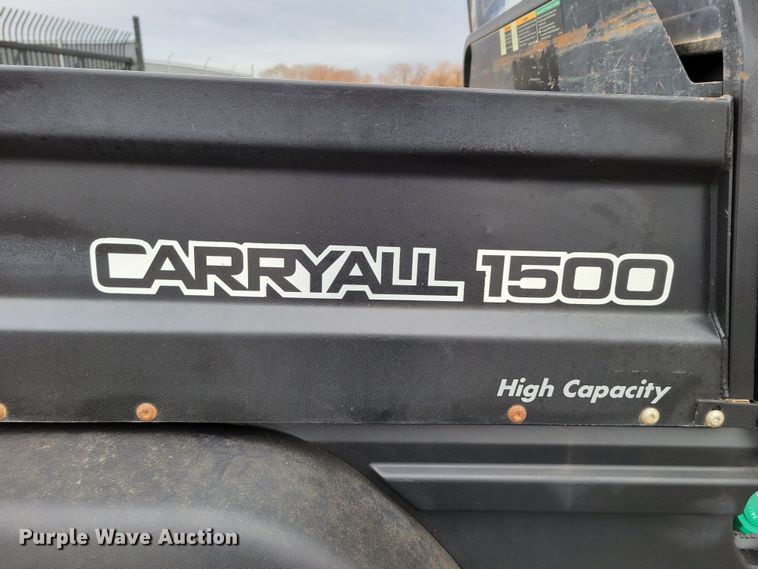 CARRYALL 1500
High Capacity
Purple Wave Auction